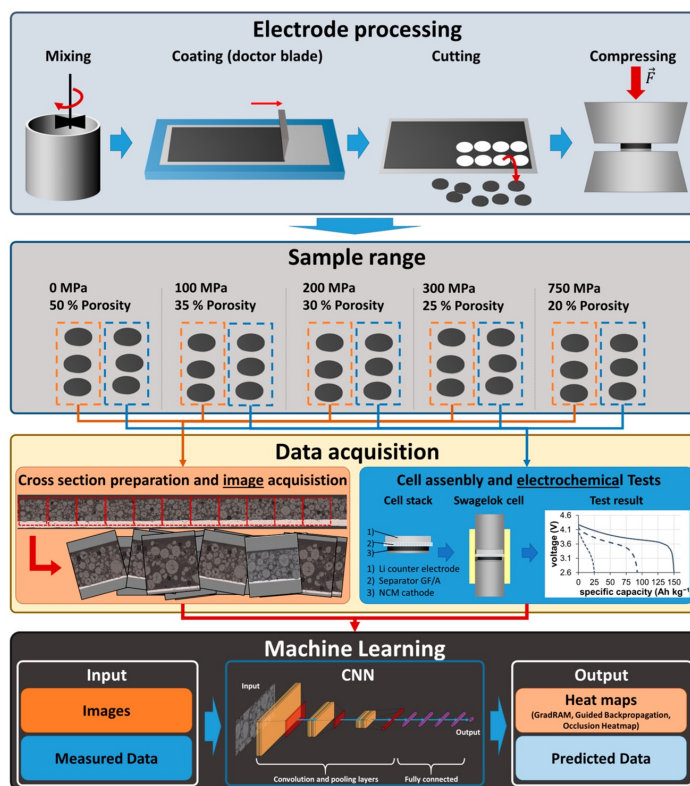 Electrode processing
Mixing
Coating (doctor blade)
Cutting
Compressing
F
Sample range
0 MPa
50 % Porosity
100 MPa
35 % Porosity
200 MPa
30 % Porosity
300 MPa
25 % Porosity
750 MPa
20 % Porosity
Data acquisition
Cross section preparation and image acquisistion
Cell assembly and electrochemical Tests
Cell stack
Swagelok cell
Test result
1)
2)
3)
1) Li counter electrode
2) Separator GF/A
3) NCM cathode
voltage (V)
4.6
4.1
3.6
3.1
2.6
0 25 50 75 100 125 150
specific capacity (Ah kg⁻¹)
Machine Learning
Input
Images
Measured Data
CNN
Input
Output
Convolution and pooling layers
Fully connected
Output
Heat maps
(GradRAM, Guided Backpropagation,
Occlusion Heatmap)
Predicted Data